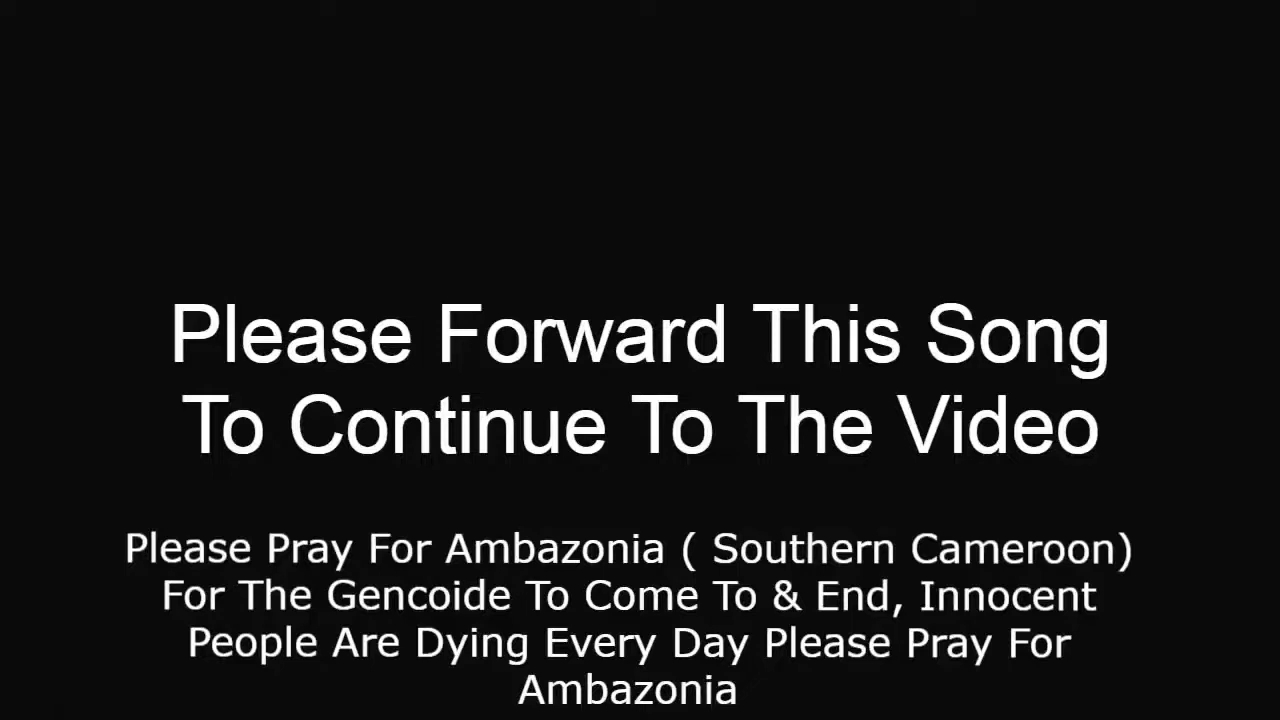 Please Forward This Song
To Continue To The Video
Please Pray For Ambazonia ( Southern Cameroon)
For The Gencoide To Come To & End, Innocent
People Are Dying Every Day Please Pray For
Ambazonia